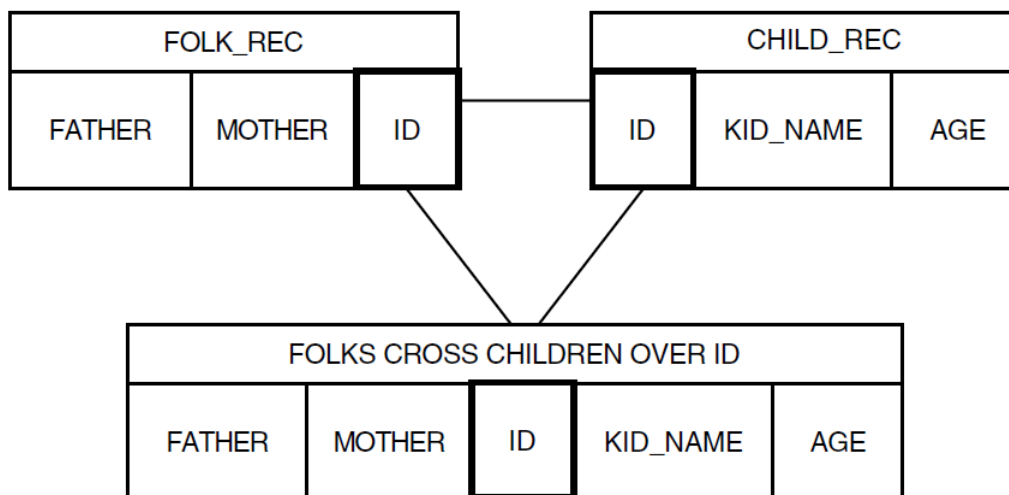 FOLK_REC
FATHER MOTHER ID
CHILD_REC
ID KID_NAME AGE
FOLKS CROSS CHILDREN OVER ID
FATHER MOTHER ID KID_NAME AGE